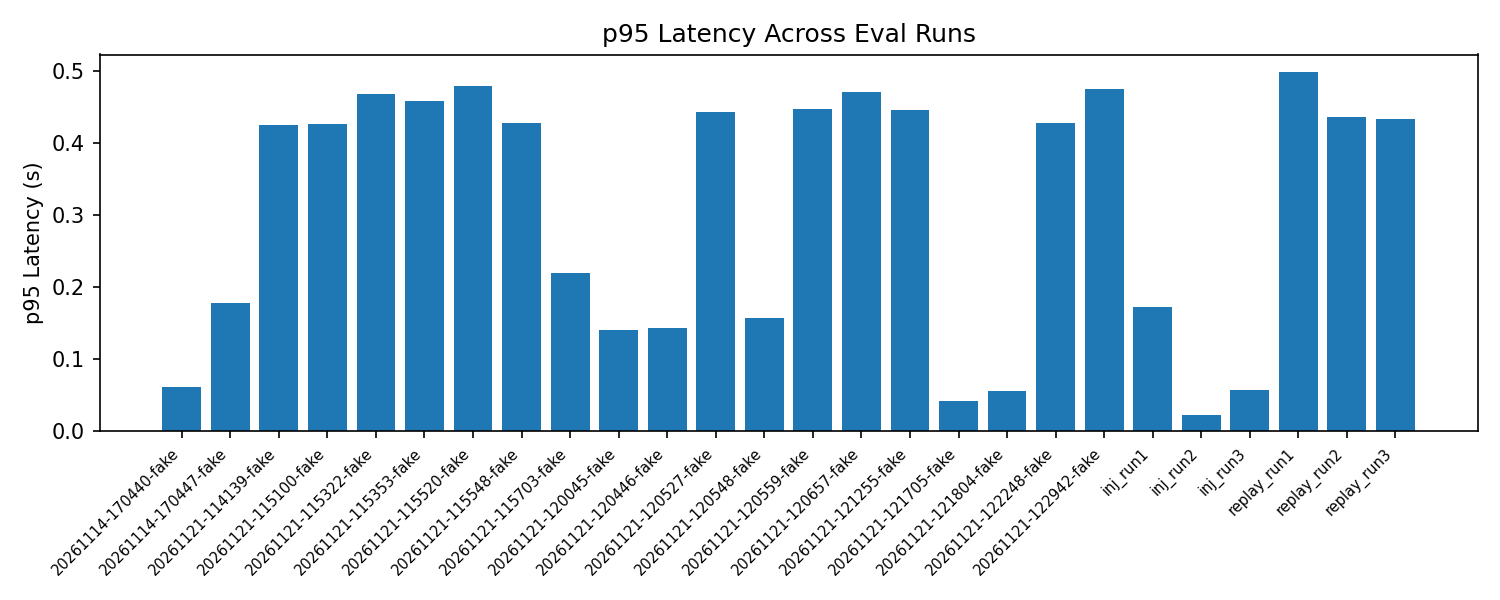 p95 Latency Across Eval Runs
p95 Latency (s)
0.5
0.4
0.3
0.2
0.1
0.0
20261114-170440-fake
20261114-170447-fake
20261121-114139-fake
20261121-115100-fake
20261121-115322-fake
20261121-115353-fake
20261121-115520-fake
20261121-115548-fake
20261121-115703-fake
20261121-120045-fake
20261121-120446-fake
20261121-120527-fake
20261121-120548-fake
20261121-120559-fake
20261121-120657-fake
20261121-121255-fake
20261121-121705-fake
20261121-121804-fake
20261121-122248-fake
20261121-122942-fake
inj_run1
inj_run2
inj_run3
replay_run1
replay_run2
replay_run3